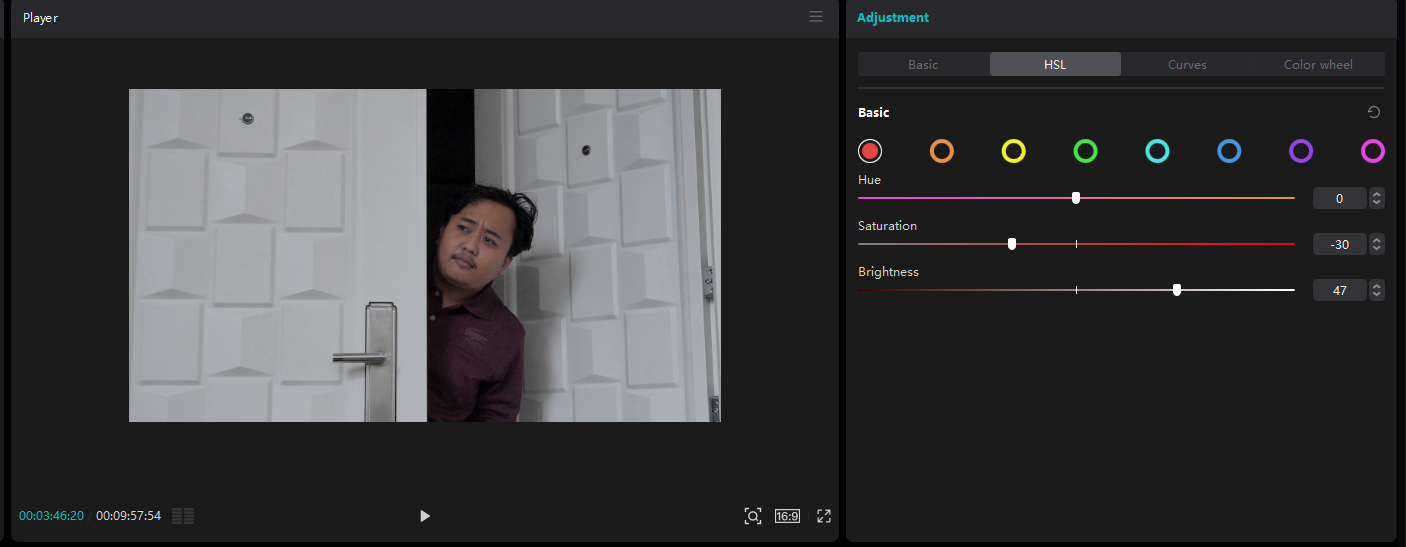 Player
00:03:46:20 / 00:09:57:54
16:9
Adjustment
Basic HSL Curves Color wheel
Basic
Hue
0
Saturation
-30
Brightness
47